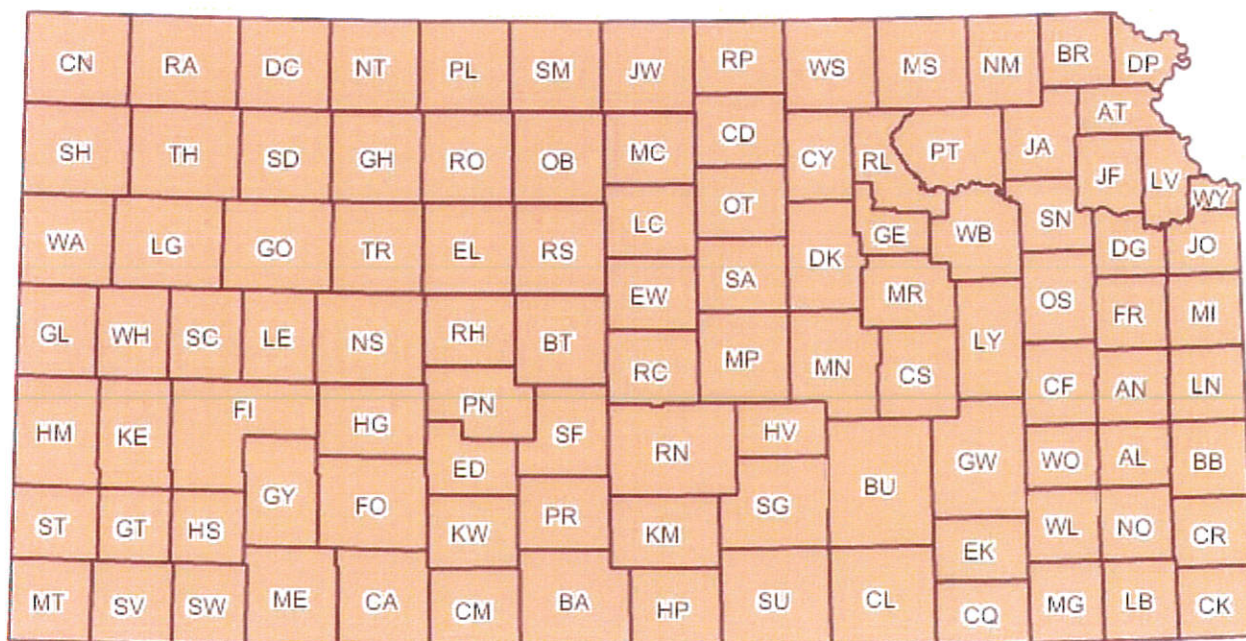 CN RA DC NT PL SM JW RP WS MS NM BR DP
SH TH SD GH RO OB MC CD CY RL PT JA AT JF LV WY
WA LG GO TR EL RS LC OT DK GE WB SN DG JO
GL WH SC LE NS RH BT EW SA MR LY OS FR MI
HM KE FI HG PN SF RC MP MN CS CF AN LN
ED RN HV BU GW WO AL BB
ST GT HS GY FO KW PR KM SG EK WL NO CR
MT SV SW ME CA CM BA HP SU CL CQ MG LB CK